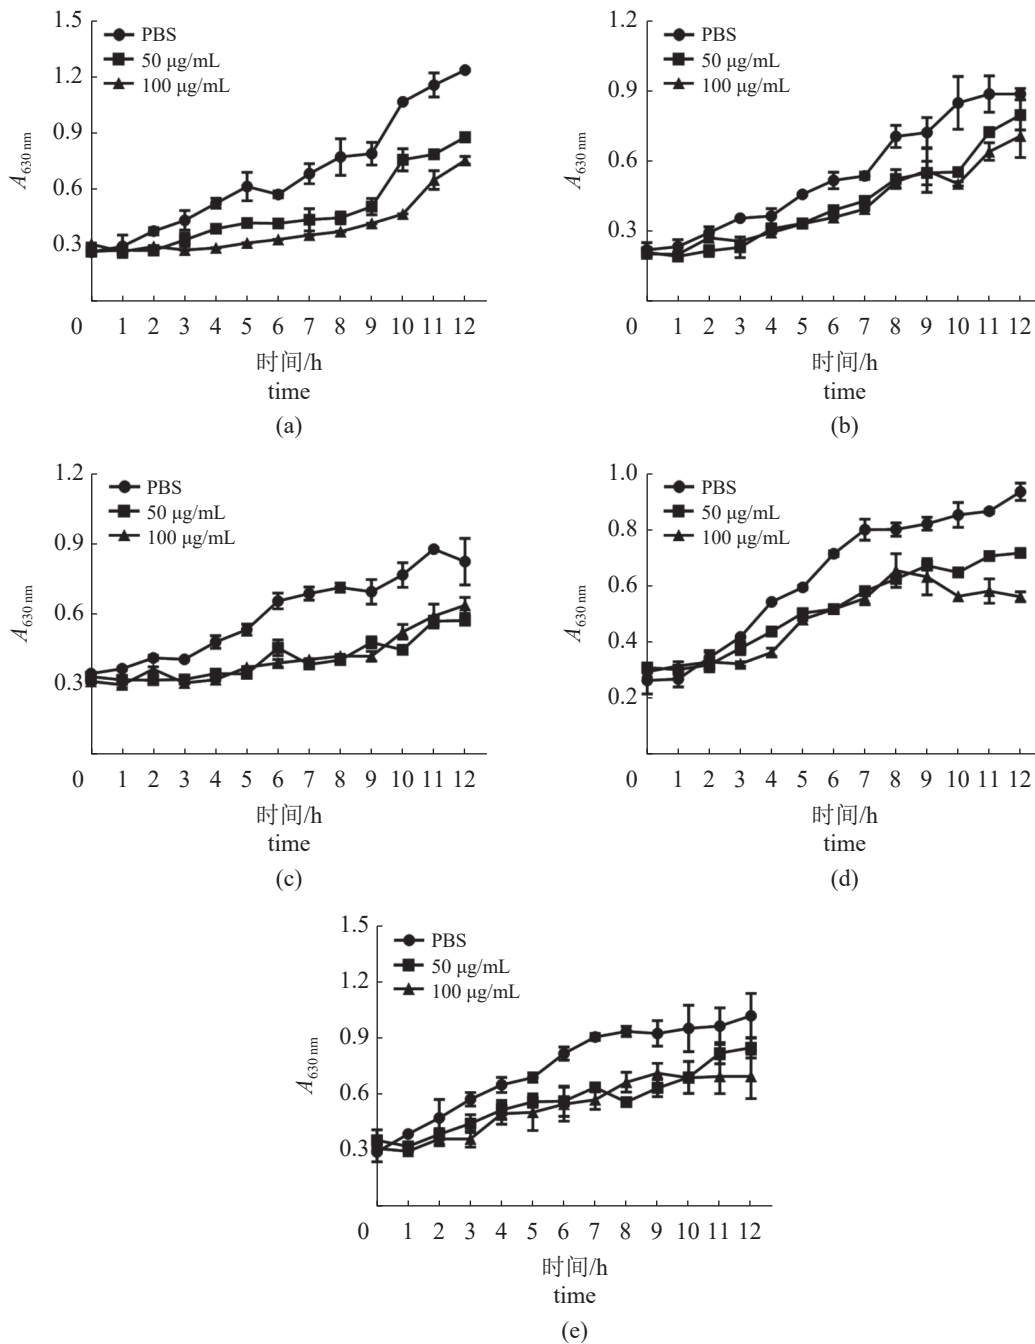 1.5
1.2
0.9
0.6
0.3
A630 nm
PBS
50 μg/mL
100 μg/mL
0 1 2 3 4 5 6 7 8 9 10 11 12
时间/h
time
(a)
1.2
0.9
0.6
0.3
A630 nm
PBS
50 μg/mL
100 μg/mL
0 1 2 3 4 5 6 7 8 9 10 11 12
时间/h
time
(b)
1.2
0.9
0.6
0.3
A630 nm
PBS
50 μg/mL
100 μg/mL
0 1 2 3 4 5 6 7 8 9 10 11 12
时间/h
time
(c)
1.0
0.8
0.6
0.4
0.2
A630 nm
PBS
50 μg/mL
100 μg/mL
0 1 2 3 4 5 6 7 8 9 10 11 12
时间/h
time
(d)
1.5
1.2
0.9
0.6
0.3
A630 nm
PBS
50 μg/mL
100 μg/mL
0 1 2 3 4 5 6 7 8 9 10 11 12
时间/h
time
(e)